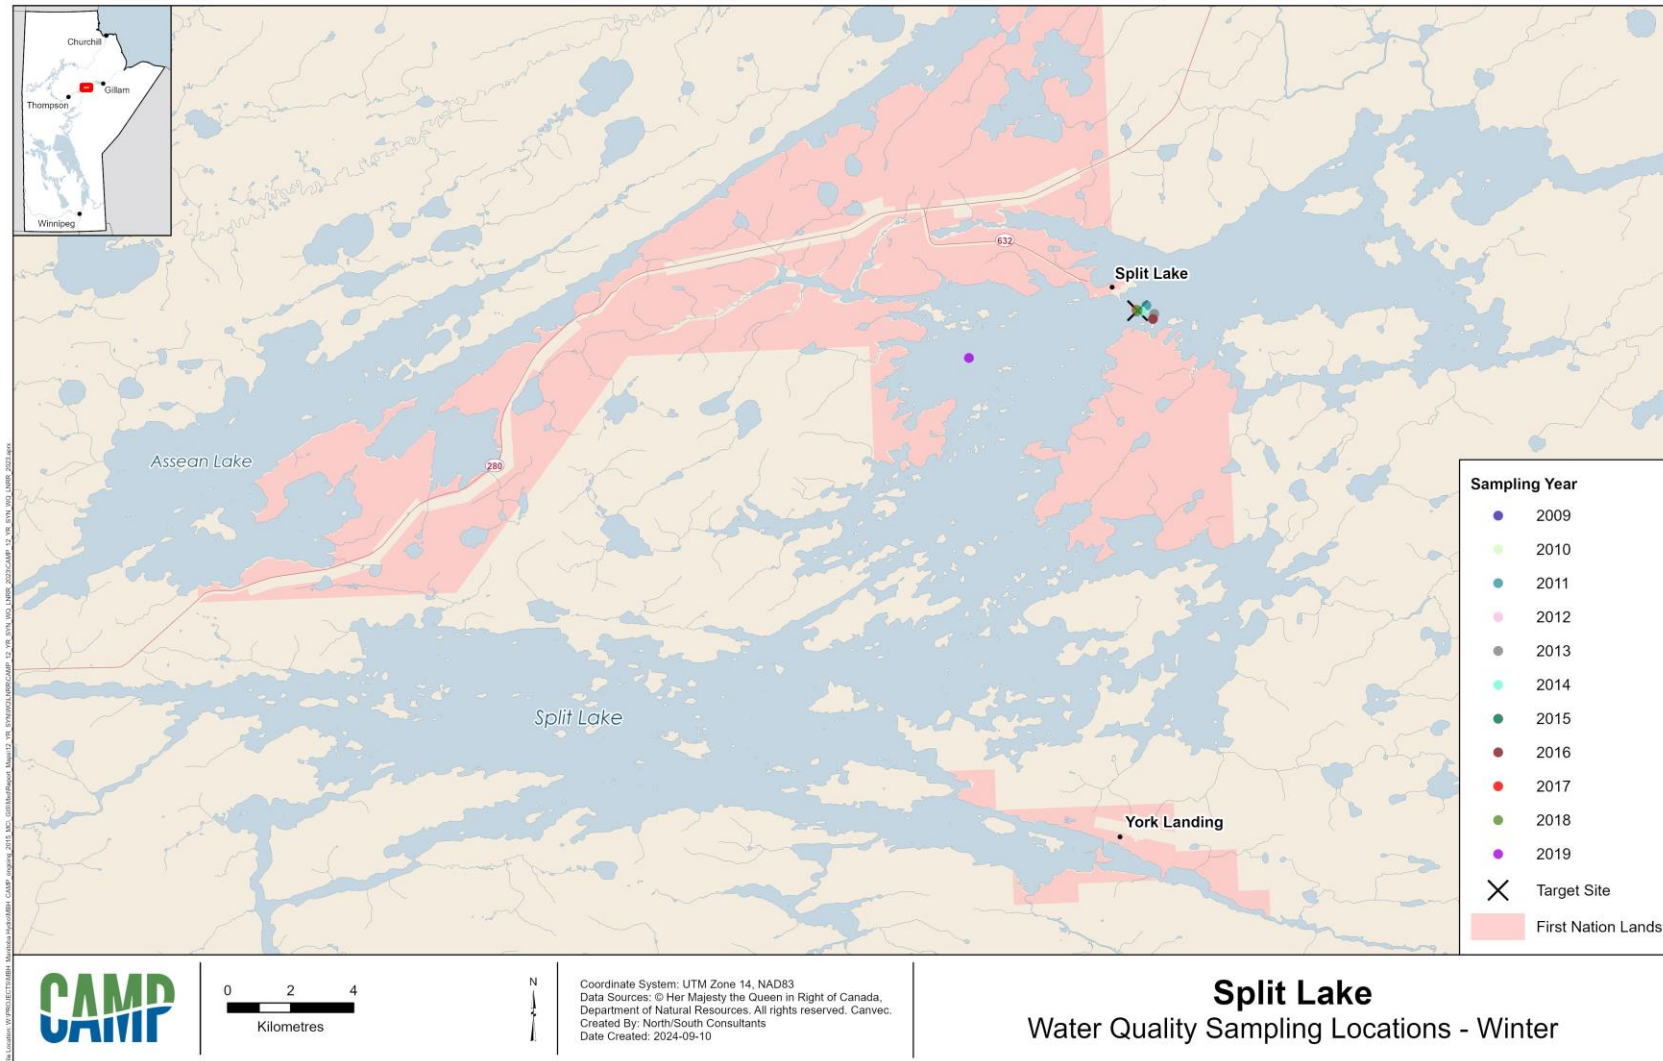 Churchill
Gillam
Thompson
Winnipeg
632
Split Lake
Assean Lake
280
Split Lake
York Landing
Sampling Year
2009
2010
2011
2012
2013
2014
2015
2016
2017
2018
2019
Target Site
First Nation Lands
CAMP
0 2 4
Kilometres
N
Coordinate System: UTM Zone 14, NAD83
Data Sources: © Her Majesty the Queen in Right of Canada,
Department of Natural Resources. All rights reserved. Canvec.
Created By: North/South Consultants
Date Created: 2024-09-10
Split Lake
Water Quality Sampling Locations - Winter